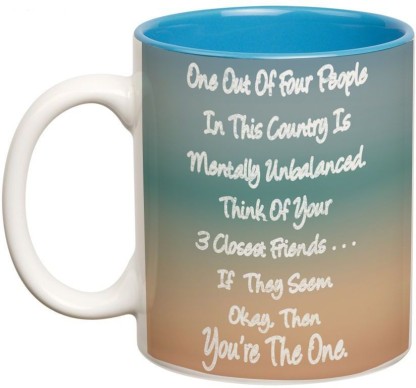 One Out Of Four People
In This Country Is
Mentally Unbalanced.
Think Of Your
3 Closest Friends . . .
If They Seem
Okay, Then
You're The One.